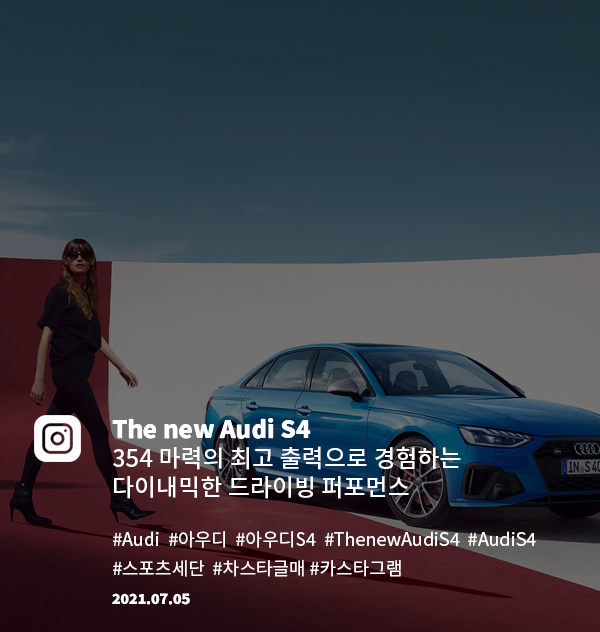 The new Audi S4
354 마력의 최고 출력으로 경험하는
다이내믹한 드라이빙 퍼포먼스
#Audi #아우디 #아우디S4 #ThenewAudiS4 #AudiS4
#스포츠세단 #차스타글매 #카스타그램
2021.07.05
IN S 40